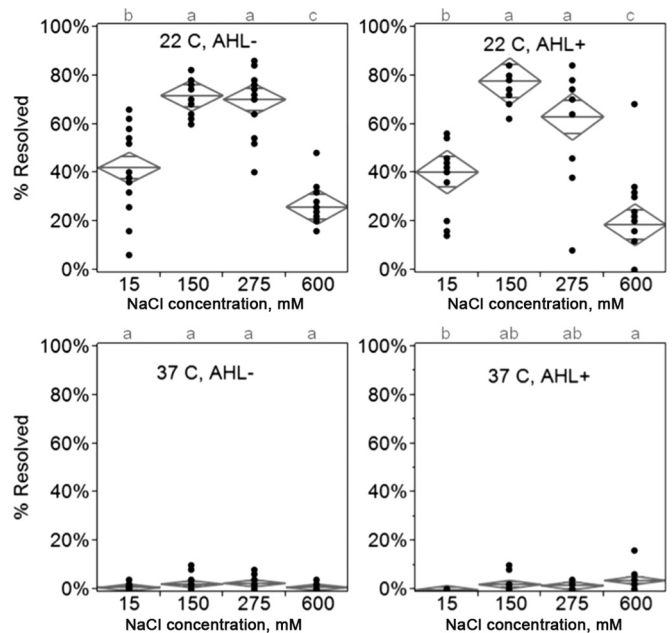 b a a c
22 C, AHL-
100%
80%
60%
40%
20%
0%
% Resolved
15 150 275 600
NaCl concentration, mM
b a a c
22 C, AHL+
100%
80%
60%
40%
20%
0%
15 150 275 600
NaCl concentration, mM
a a a a
37 C, AHL-
100%
80%
60%
40%
20%
0%
% Resolved
15 150 275 600
NaCl concentration, mM
b ab ab a
37 C, AHL+
100%
80%
60%
40%
20%
0%
15 150 275 600
NaCl concentration, mM